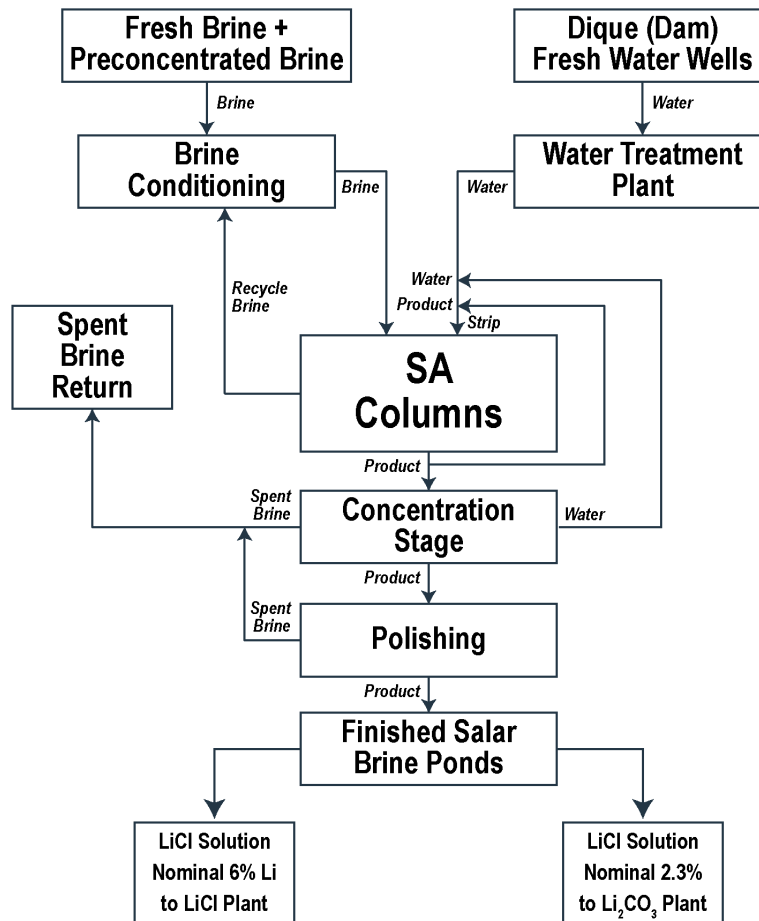 Fresh Brine +
Preconcentrated Brine
Dique (Dam)
Fresh Water Wells
Brine
Water
Brine
Conditioning
Water Treatment
Plant
Brine
Water
Recycle
Brine
Water
Product
Strip
Spent
Brine
Return
SA
Columns
Product
Spent
Brine
Concentration
Stage
Water
Product
Spent
Brine
Polishing
Product
Finished Salar
Brine Ponds
LiCl Solution
Nominal 6% Li
to LiCl Plant
LiCl Solution
Nominal 2.3%
to Li₂CO₃ Plant